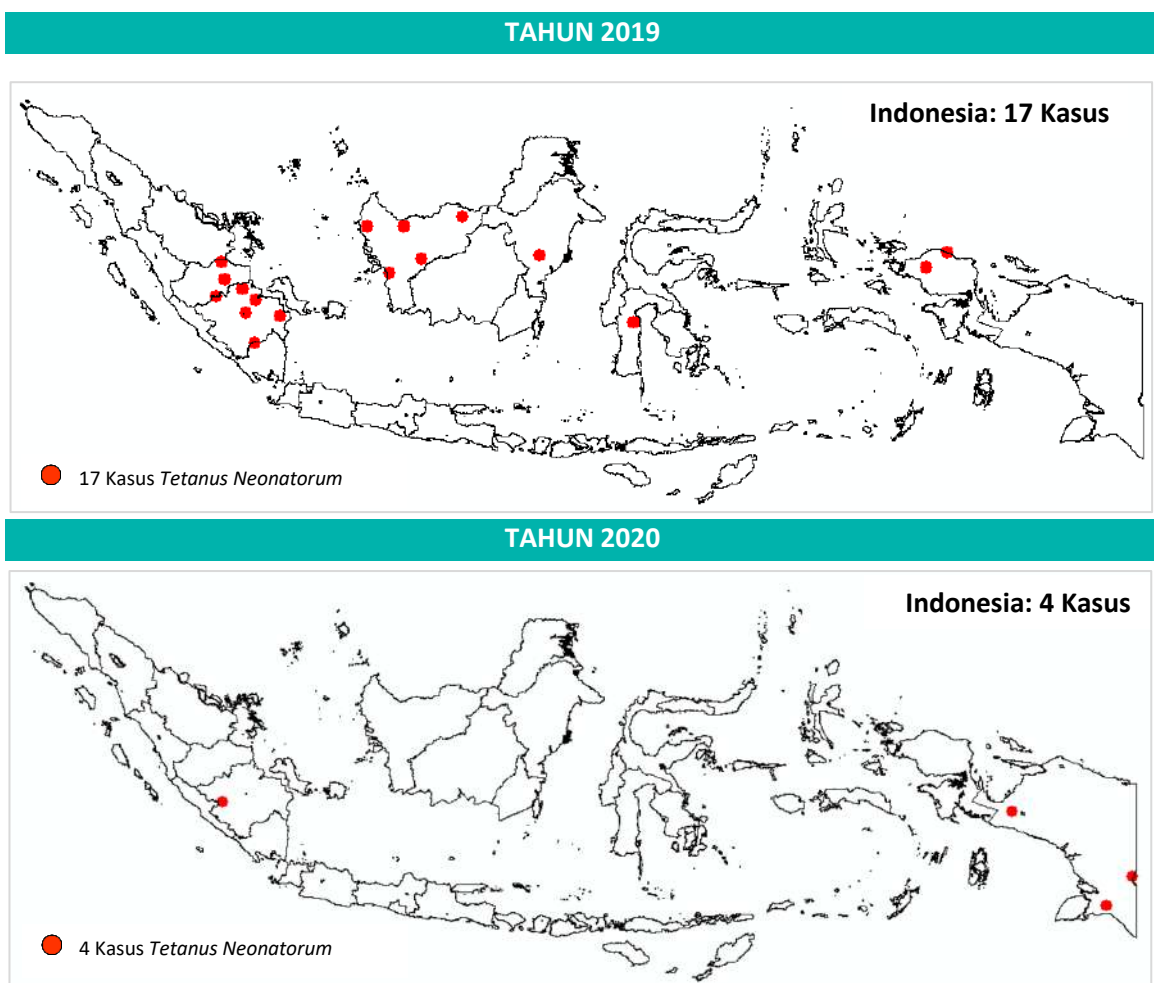 TAHUN 2019
Indonesia: 17 Kasus
17 Kasus Tetanus Neonatorum
TAHUN 2020
Indonesia: 4 Kasus
4 Kasus Tetanus Neonatorum